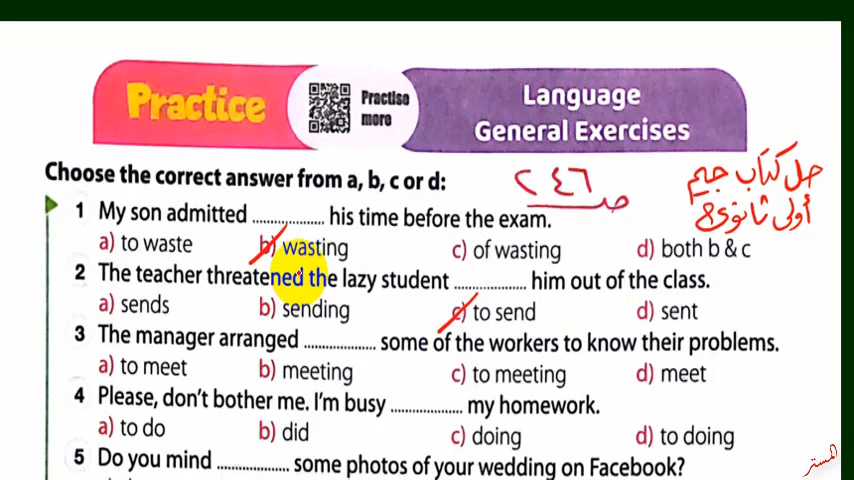 Practice
Practise
more
Language
General Exercises
حل كتاب جيم
أولى ثانوى
Choose the correct answer from a, b, c or d:
ص ٢٤٦
1 My son admitted .................... his time before the exam.
a) to waste b) wasting c) of wasting d) both b & c
2 The teacher threatened the lazy student .................... him out of the class.
a) sends b) sending c) to send d) sent
3 The manager arranged .................... some of the workers to know their problems.
a) to meet b) meeting c) to meeting d) meet
4 Please, don't bother me. I'm busy .................... my homework.
a) to do b) did c) doing d) to doing
5 Do you mind .................... some photos of your wedding on Facebook?
المستر